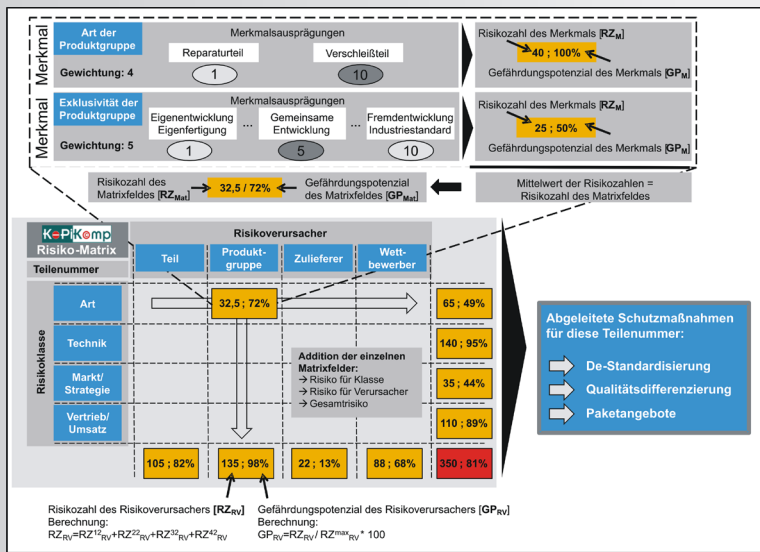 Merkmal
Art der
Produktgruppe
Gewichtung: 4
Merkmalsausprägungen
Reparaturteil
Verschleißteil
1
10
Risikozahl des Merkmals [RZM]
40 ; 100%
Gefährdungspotenzial des Merkmals [GPM]
Merkmal
Exklusivität der
Produktgruppe
Gewichtung: 5
Merkmalsausprägungen
Eigenentwicklung
Eigenfertigung
...
Gemeinsame
Entwicklung
...
Fremdentwicklung
Industriestandard
1
5
10
Risikozahl des Merkmals [RZM]
25 ; 50%
Gefährdungspotenzial des Merkmals [GPM]
Risikozahl des
Matrixfeldes [RZMat]
32,5 / 72%
Gefährdungspotenzial
des Matrixfeldes [GPMat]
Mittelwert der Risikozahlen =
Risikozahl des Matrixfeldes
KoPiKomp
Risiko-Matrix
Teilenummer
Risikoverursacher
Teil
Produkt-
gruppe
Zulieferer
Wett-
bewerber
Risikoklasse
Art
32,5 ; 72%
65 ; 49%
Technik
140 ; 95%
Markt/
Strategie
35 ; 44%
Vertrieb/
Umsatz
110 ; 89%
Addition der einzelnen
Matrixfelder:
→ Risiko für Klasse
→ Risiko für Verursacher
→ Gesamtrisiko
105 ; 82%
135 ; 98%
22 ; 13%
88 ; 68%
350 ; 81%
Abgeleitete Schutzmaßnahmen
für diese Teilenummer:
De-Standardisierung
Qualitätsdifferenzierung
Paketangebote
Risikozahl des Risikoverursachers [RZRV]
Berechnung:
RZRV=RZ12RV+RZ22RV+RZ32RV+RZ42RV
Gefährdungspotenzial des Risikoverursachers [GPRV]
Berechnung:
GPRV=RZRV/ RZmaxRV * 100